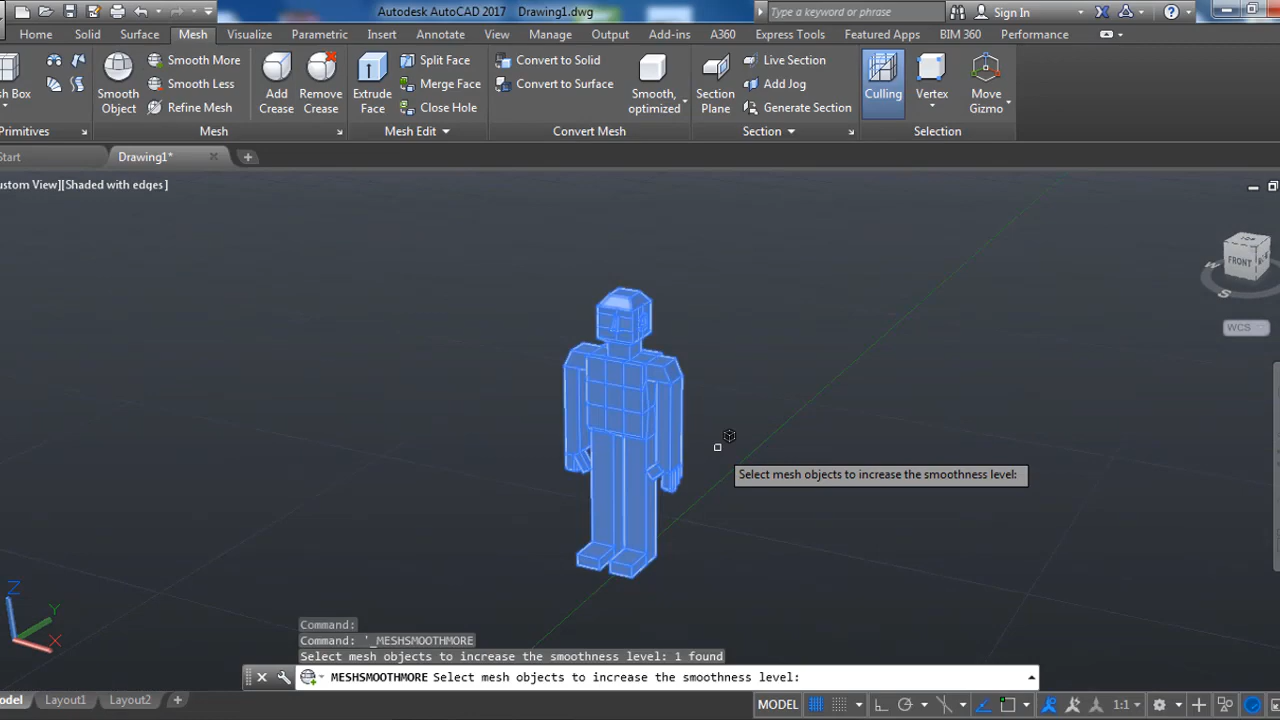 Autodesk AutoCAD 2017 Drawing1.dwg
Type a keyword or phrase
Sign In
Home Solid Surface Mesh Visualize Parametric Insert Annotate View Manage Output Add-ins A360 Express Tools Featured Apps BIM 360 Performance
sh Box
Primitives
Smooth Object
Smooth More
Smooth Less
Refine Mesh
Add Crease
Remove Crease
Mesh
Extrude Face
Split Face
Merge Face
Close Hole
Mesh Edit
Convert to Solid
Convert to Surface
Smooth, optimized
Convert Mesh
Section Plane
Live Section
Add Jog
Generate Section
Section
Culling
Vertex
Move Gizmo
Selection
Start
Drawing1*
ustom View][Shaded with edges]
TOP
FRONT
W
S
WCS
Select mesh objects to increase the smoothness level:
Z
Y
X
Command:
Command: '_MESHSMOOTHMORE
Select mesh objects to increase the smoothness level: 1 found
MESHSMOOTHMORE Select mesh objects to increase the smoothness level:
odel Layout1 Layout2
MODEL
1:1